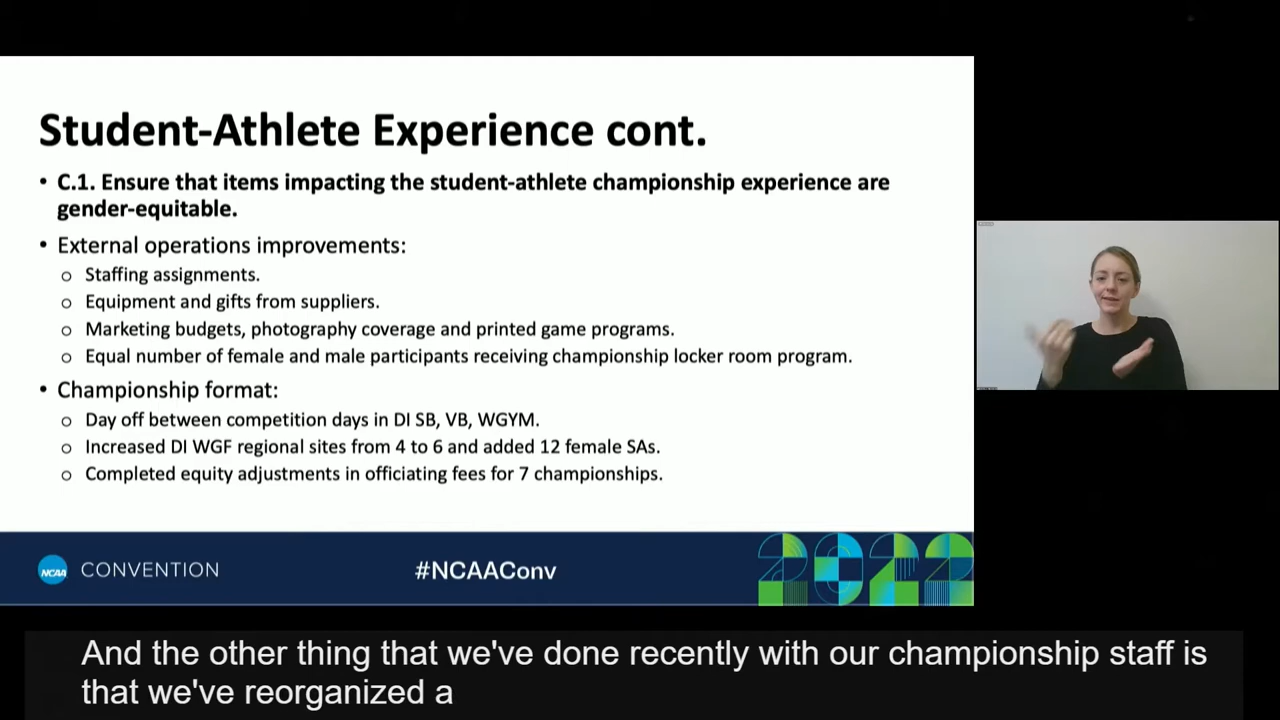 Student-Athlete Experience cont.
• C.1. Ensure that items impacting the student-athlete championship experience are
gender-equitable.
• External operations improvements:
o Staffing assignments.
o Equipment and gifts from suppliers.
o Marketing budgets, photography coverage and printed game programs.
o Equal number of female and male participants receiving championship locker room program.
• Championship format:
o Day off between competition days in DI SB, VB, WGYM.
o Increased DI WGF regional sites from 4 to 6 and added 12 female SAs.
o Completed equity adjustments in officiating fees for 7 championships.
NCAA CONVENTION
#NCAAConv
2022
And the other thing that we've done recently with our championship staff is
that we've reorganized a